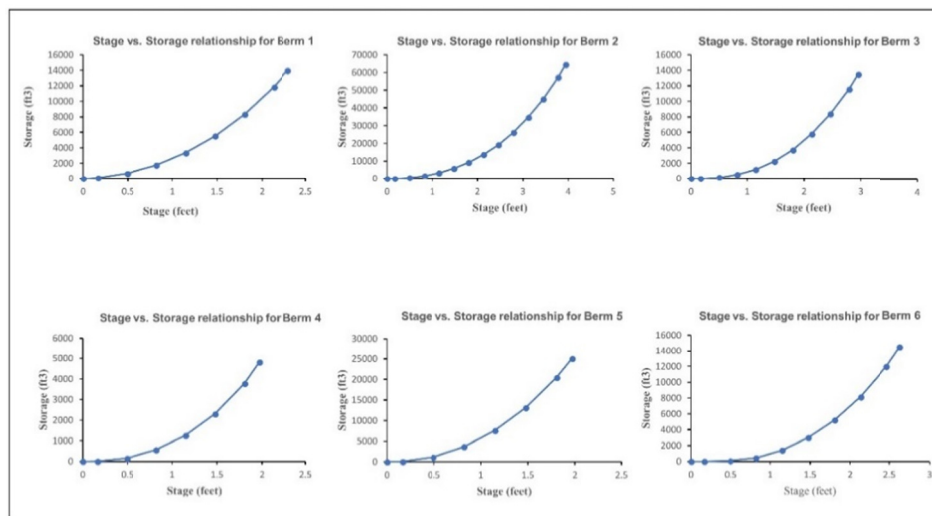 Stage vs. Storage relationship for Berm 1
16000
14000
12000
10000
8000
6000
4000
2000
0
Storage (ft3)
0 0.5 1 1.5 2 2.5
Stage (feet)
Stage vs. Storage relationship for Berm 2
70000
60000
50000
40000
30000
20000
10000
0
Storage (ft3)
0 1 2 3 4 5
Stage (feet)
Stage vs. Storage relationship for Berm 3
16000
14000
12000
10000
8000
6000
4000
2000
0
Storage (ft3)
0 1 2 3 4
Stage (feet)
Stage vs. Storage relationship for Berm 4
6000
5000
4000
3000
2000
1000
0
Storage (ft3)
0 0.5 1 1.5 2 2.5
Stage (feet)
Stage vs. Storage relationship for Berm 5
30000
25000
20000
15000
10000
5000
0
Storage (ft3)
0 0.5 1 1.5 2 2.5
Stage (feet)
Stage vs. Storage relationship for Berm 6
16000
14000
12000
10000
8000
6000
4000
2000
0
Storage (ft3)
0 0.5 1 1.5 2 2.5 3
Stage (feet)